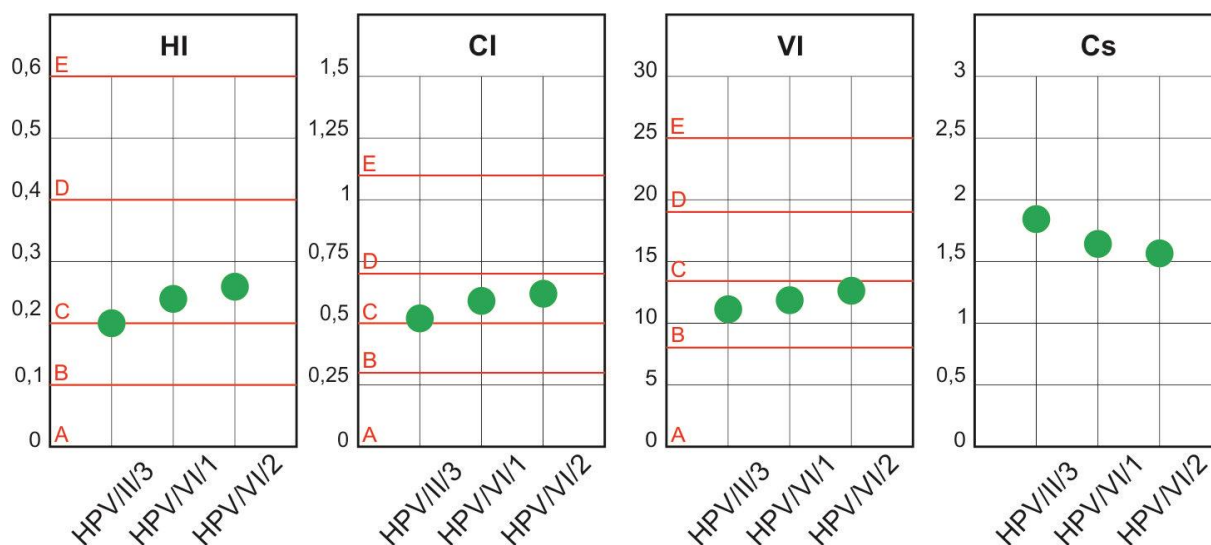 HI
0,6
0,5
0,4
0,3
0,2
0,1
0
E
D
C
B
A
HPV/II/3
HPV/VI/1
HPV/VI/2
CI
1,5
1,25
1
0,75
0,5
0,25
0
E
D
C
B
HPV/II/3
HPV/VI/1
HPV/VI/2
VI
30
25
20
15
10
5
0
E
D
C
B
A
HPV/II/3
HPV/VI/1
HPV/VI/2
Cs
3
2,5
2
1,5
1
0,5
0
HPV/II/3
HPV/VI/1
HPV/VI/2